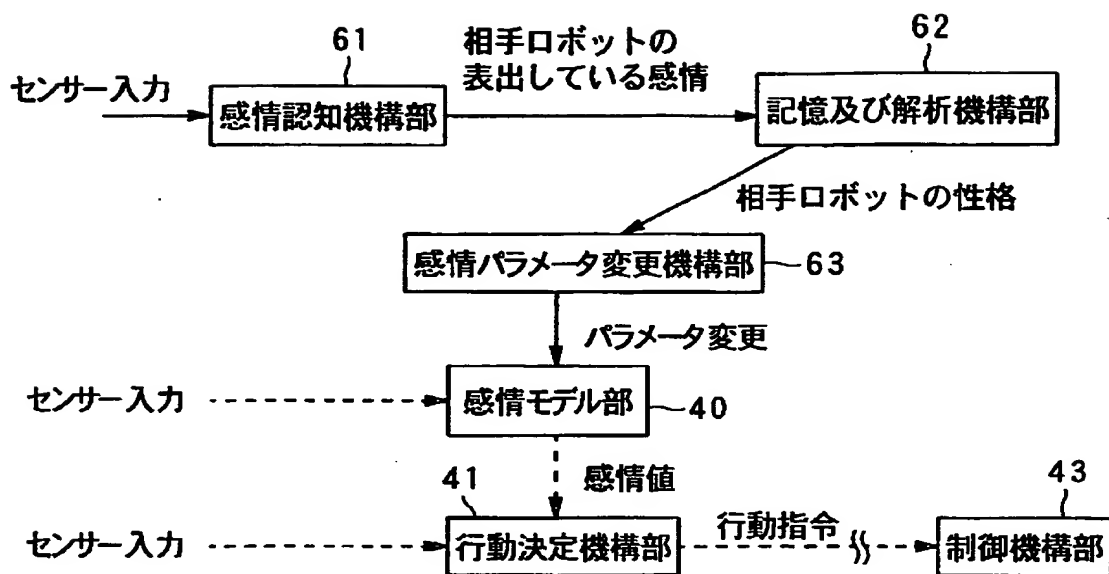 61
相手ロボットの
表出している感情
62
センサー入力
感情認知機構部
記憶及び解析機構部
相手ロボットの性格
感情パラメータ変更機構部
63
パラメータ変更
センサー入力
感情モデル部
40
感情値
41
43
センサー入力
行動決定機構部
行動指令
制御機構部